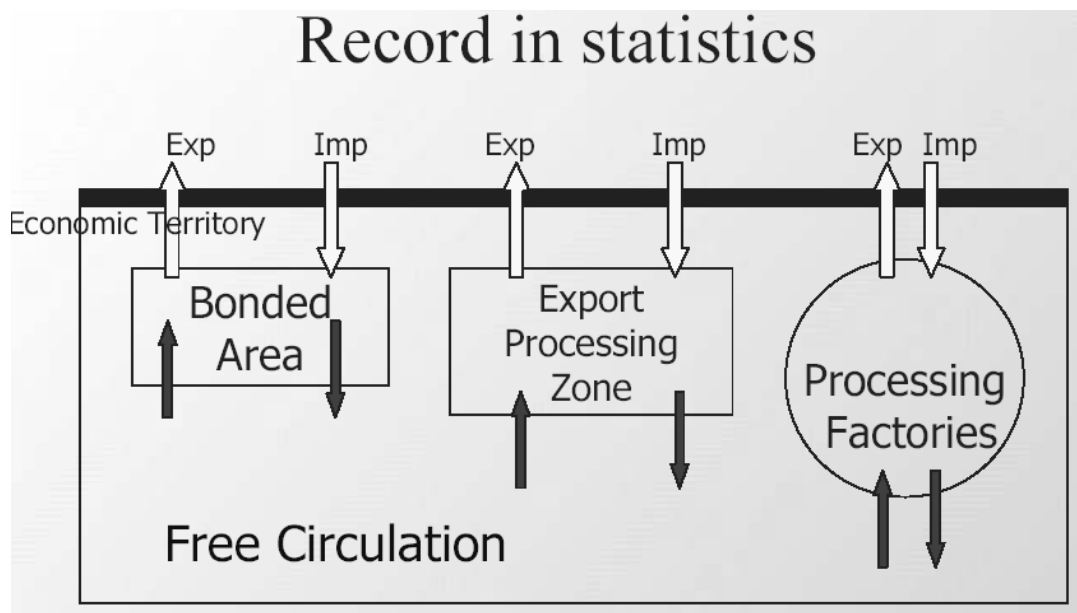 Record in statistics
Exp Imp Exp Imp Exp Imp
Economic Territory
Bonded
Area
Export
Processing
Zone
Processing
Factories
Free Circulation